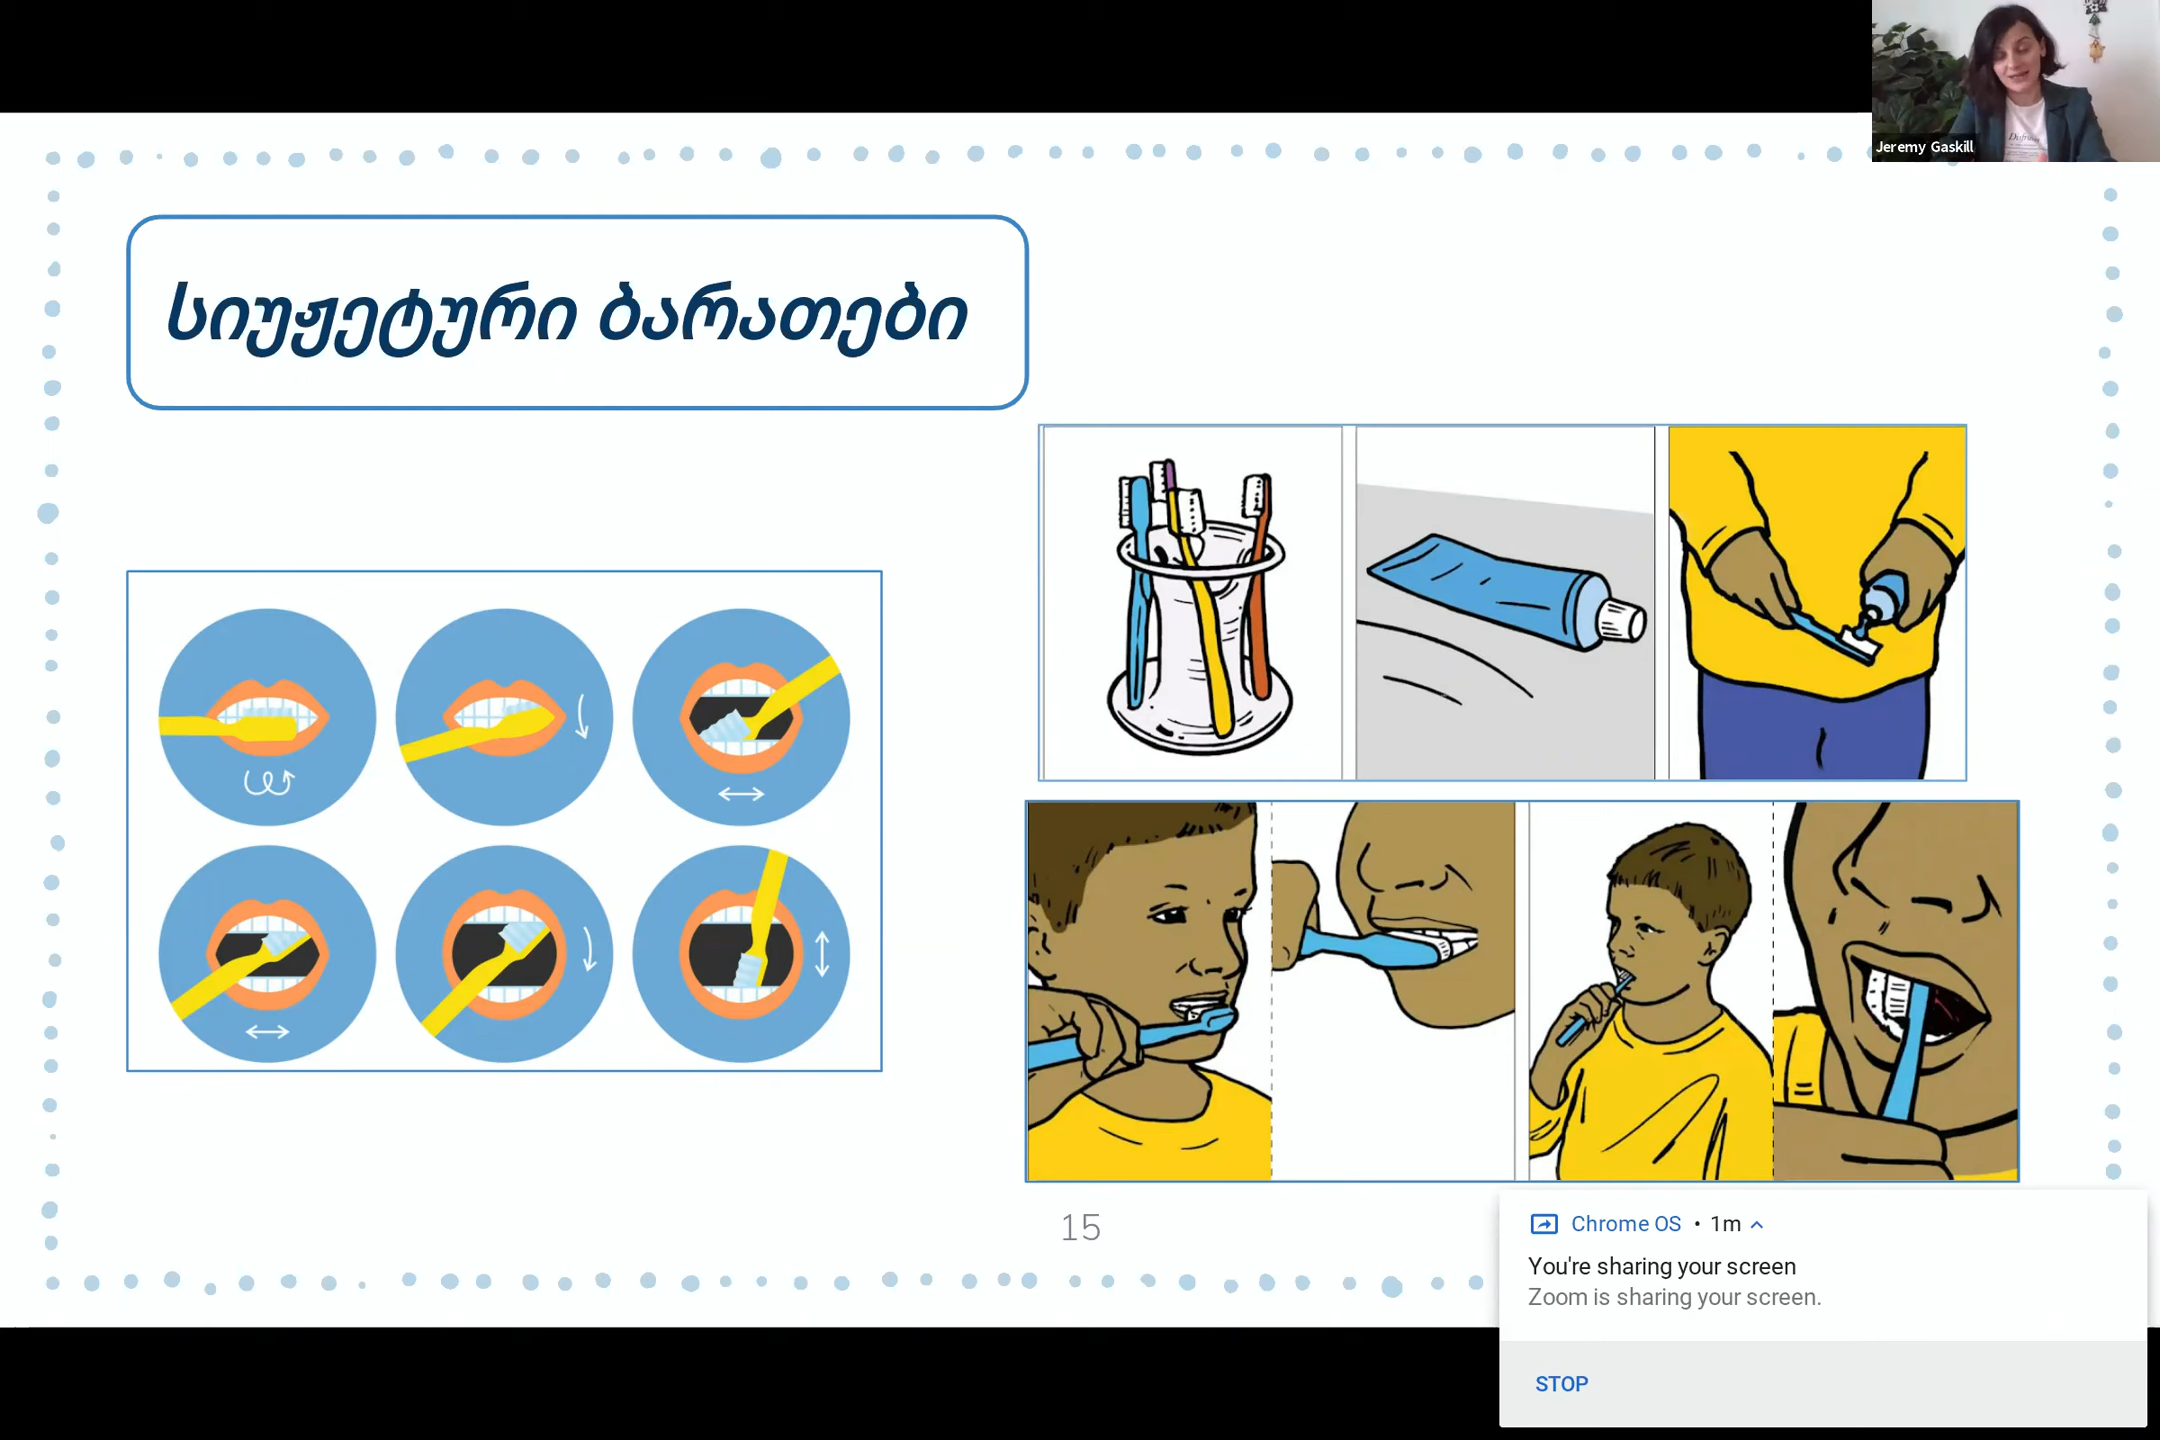 Jeremy Gaskill
სიუჟეტური ბარათები
15
Chrome OS • 1m
You're sharing your screen
Zoom is sharing your screen.
STOP